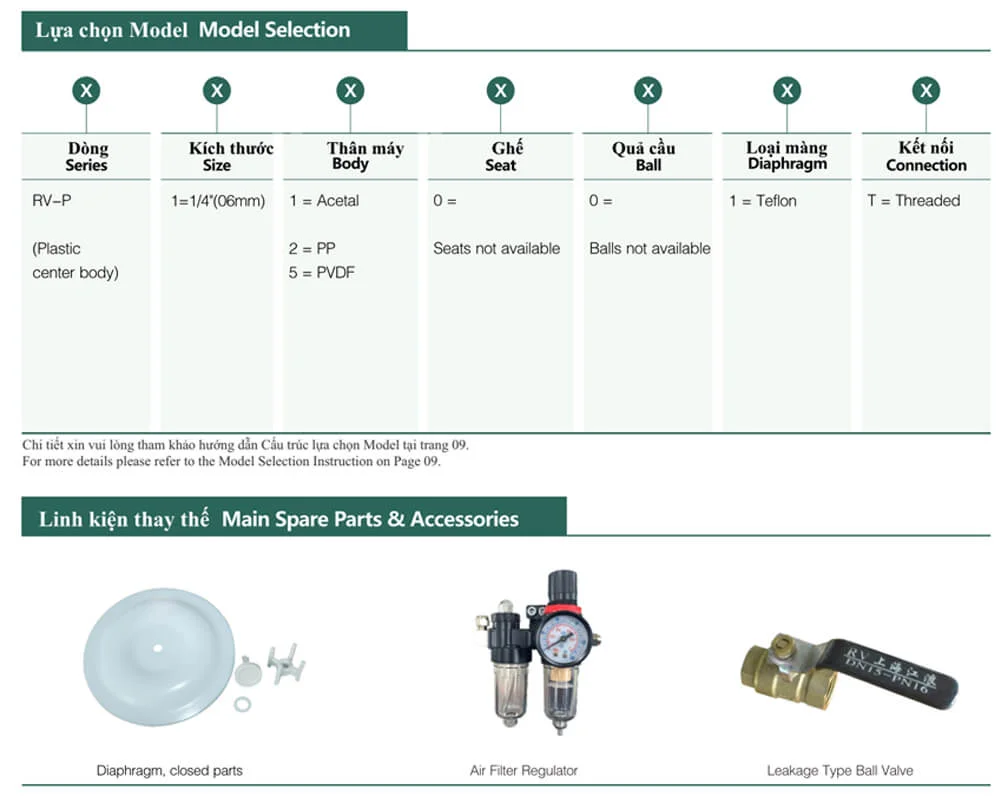 Lựa chọn Model Model Selection
X X X X X X X
Dòng
Series
Kích thước
Size
Thân máy
Body
Ghế
Seat
Quả cầu
Ball
Loại màng
Diaphragm
Kết nối
Connection
RV-P
(Plastic
center body)
1=1/4"(06mm)
1 = Acetal
2 = PP
5 = PVDF
0 =
Seats not available
0 =
Balls not available
1 = Teflon
T = Threaded
Chi tiết xin vui lòng tham khảo hướng dẫn Cấu trúc lựa chọn Model tại trang 09.
For more details please refer to the Model Selection Instruction on Page 09.
Linh kiện thay thế Main Spare Parts & Accessories
RV 上海江浪
DN15-PN16
Diaphragm, closed parts
Air Filter Regulator
Leakage Type Ball Valve